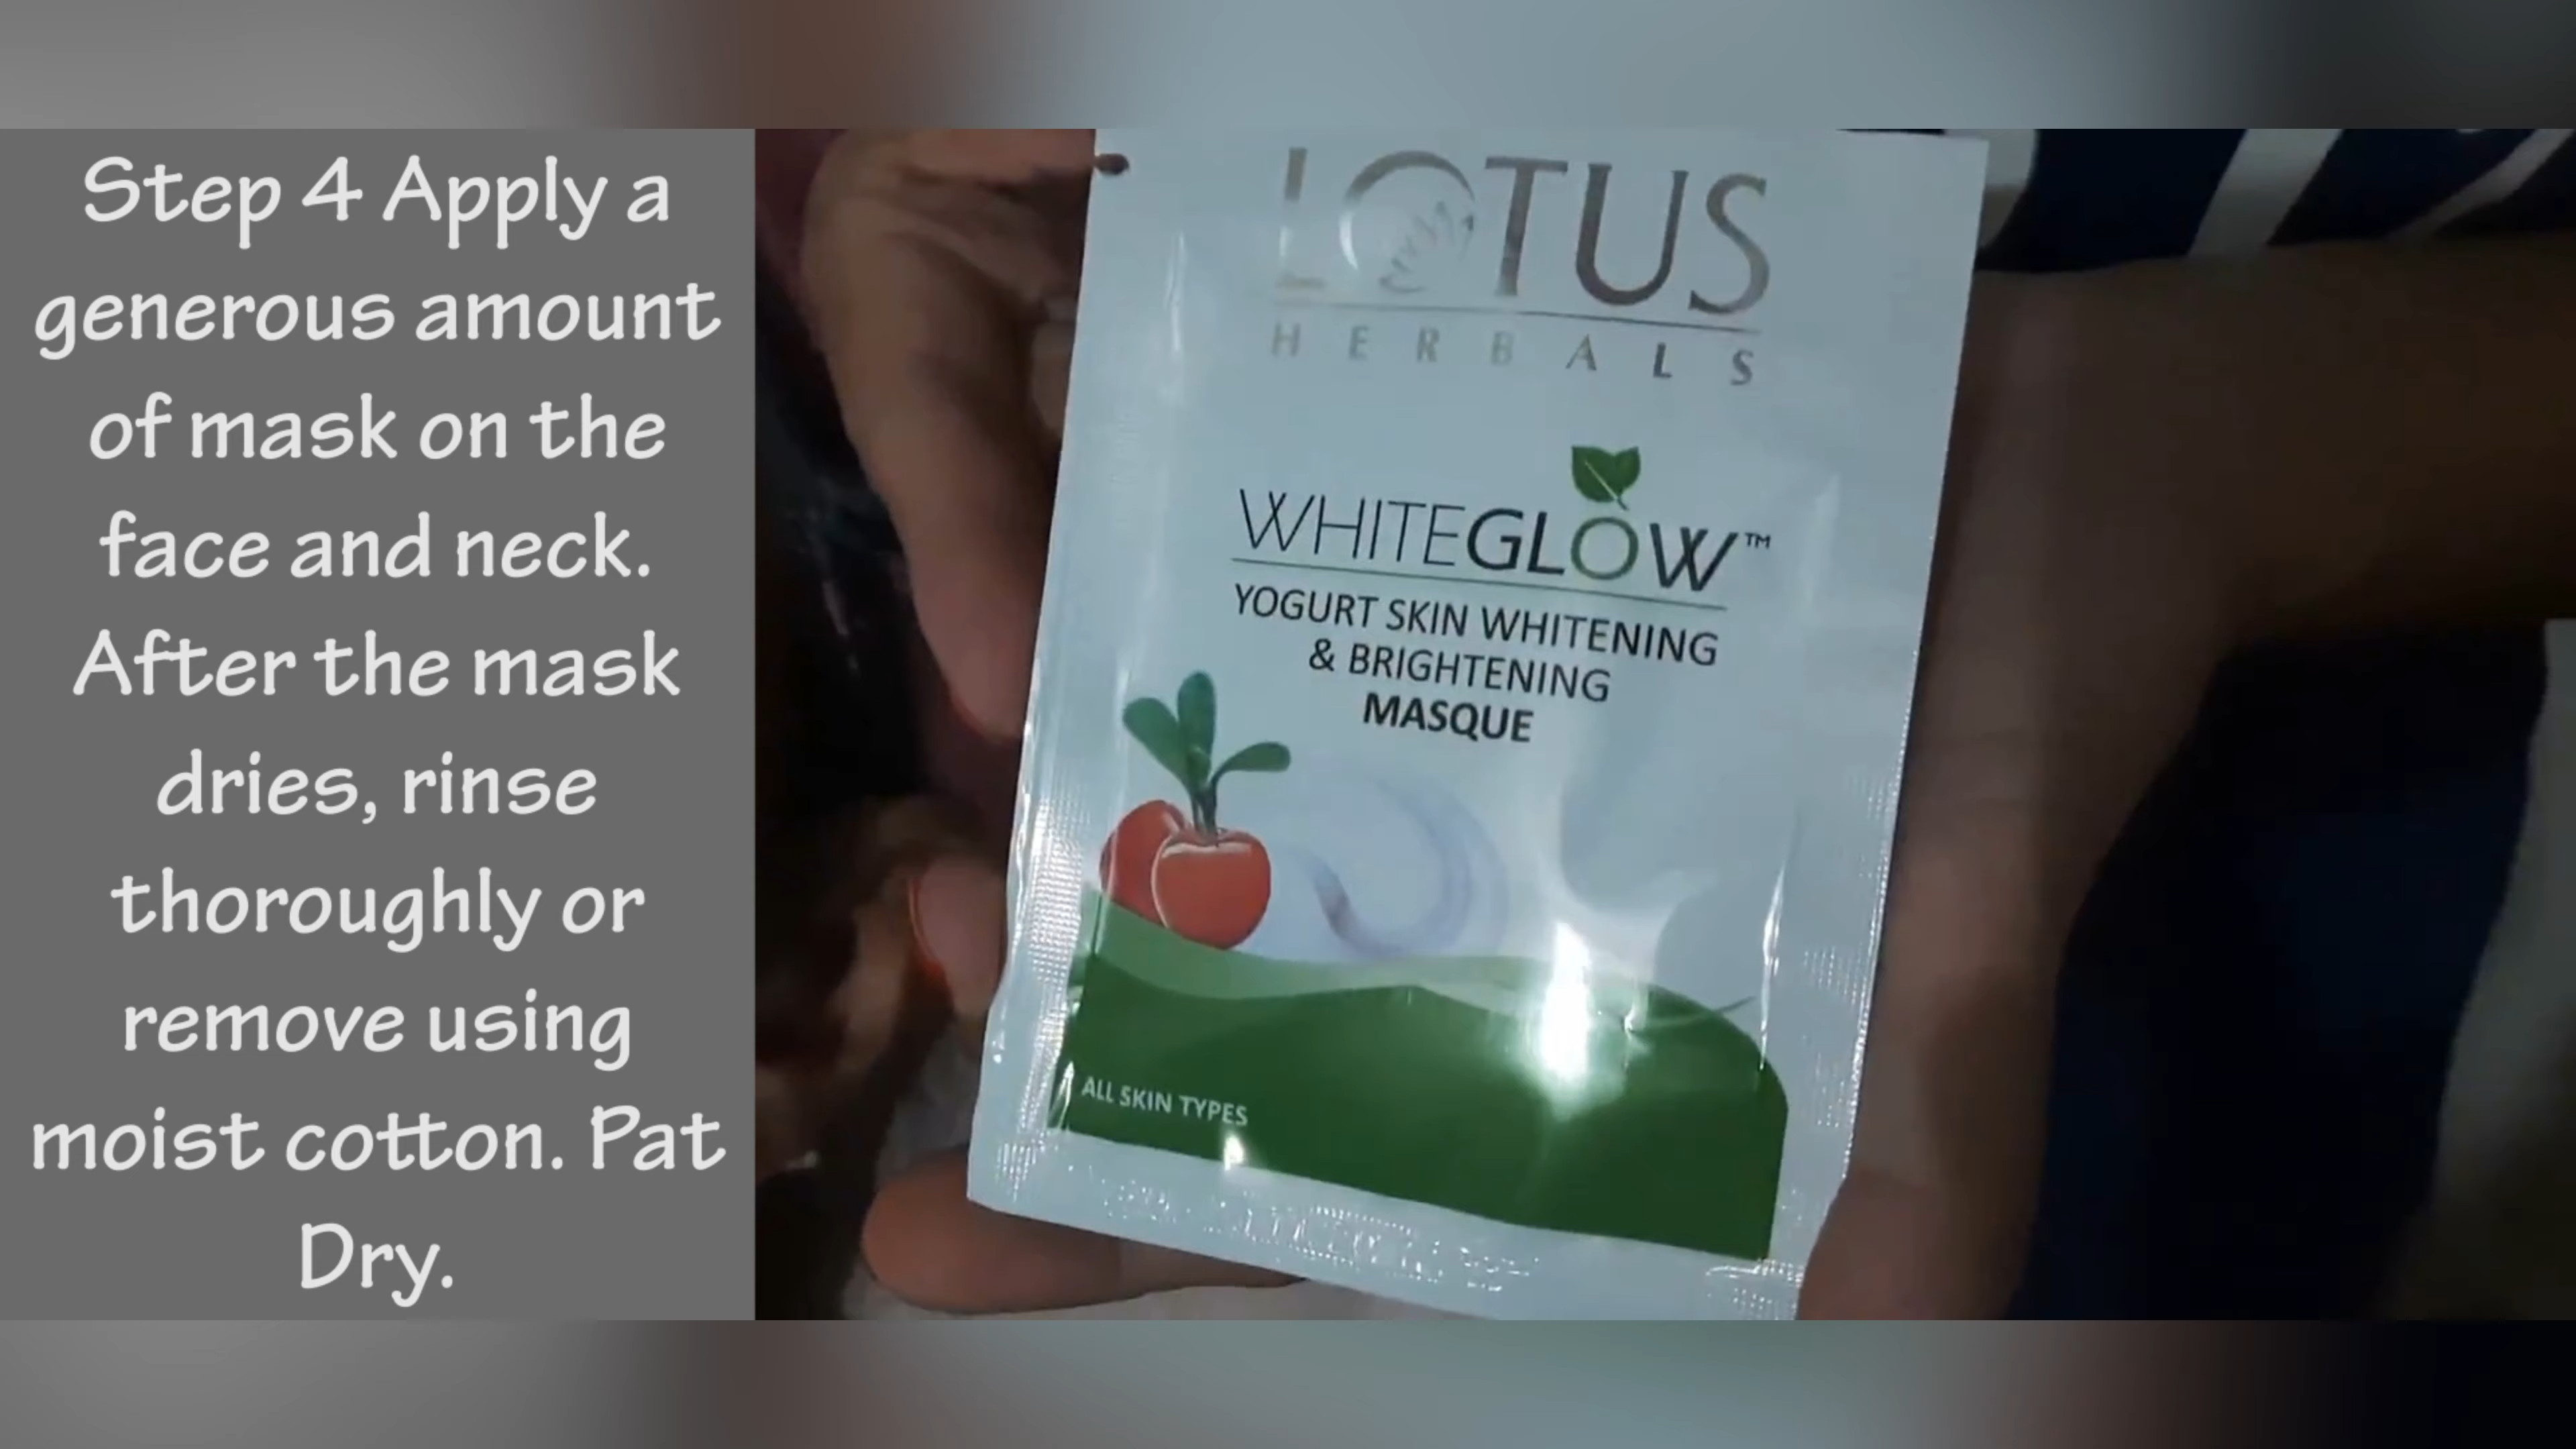 Step 4 Apply a
generous amount
of mask on the
face and neck.
After the mask
dries, rinse
thoroughly or
remove using
moist cotton. Pat
Dry.
LOTUS
HERBALS
WHITEGLOW™
YOGURT SKIN WHITENING
& BRIGHTENING
MASQUE
ALL SKIN TYPES